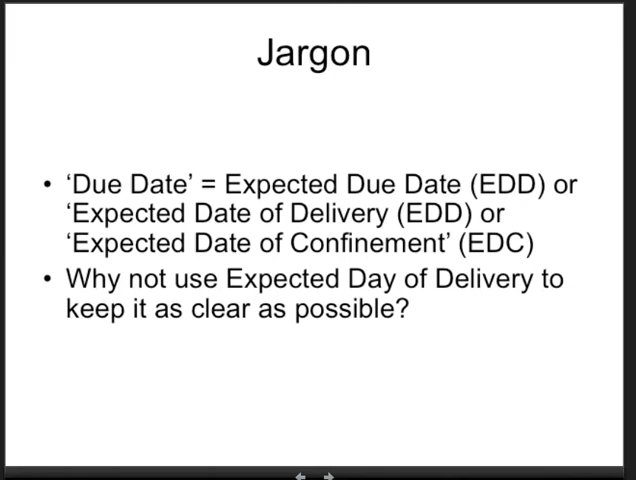 Jargon
• ‘Due Date’ = Expected Due Date (EDD) or
‘Expected Date of Delivery (EDD) or
‘Expected Date of Confinement’ (EDC)
• Why not use Expected Day of Delivery to
keep it as clear as possible?